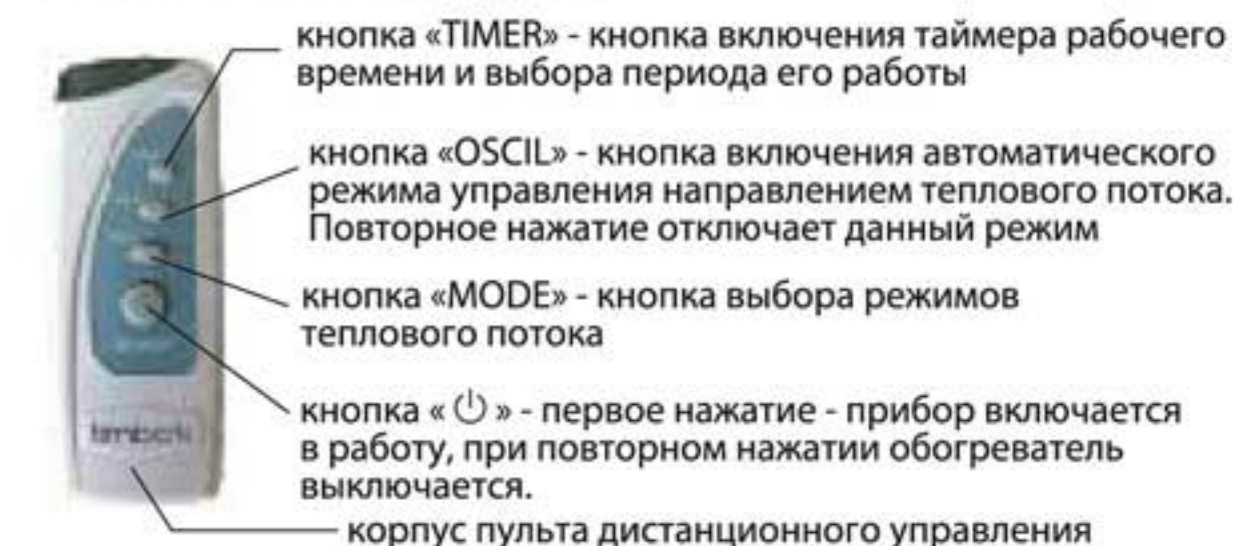 кнопка «TIMER» - кнопка включения таймера рабочего
времени и выбора периода его работы
кнопка «OSCIL» - кнопка включения автоматического
режима управления направлением теплового потока.
Повторное нажатие отключает данный режим
кнопка «MODE» - кнопка выбора режимов
теплового потока
кнопка « ⏻ » - первое нажатие - прибор включается
в работу, при повторном нажатии обогреватель
выключается.
timberk
корпус пульта дистанционного управления